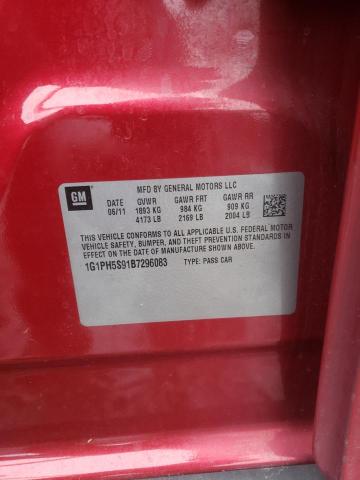 GM
MFD BY GENERAL MOTORS LLC
DATE GVWR GAWR FRT GAWR RR
06/11 1893 KG 984 KG 909 KG
4173 LB 2169 LB 2004 LB
THIS VEHICLE CONFORMS TO ALL APPLICABLE U.S. FEDERAL MOTOR
VEHICLE SAFETY, BUMPER, AND THEFT PREVENTION STANDARDS IN
EFFECT ON THE DATE OF MANUFACTURE SHOWN ABOVE.
1G1PH5S91B7296083 TYPE: PASS CAR